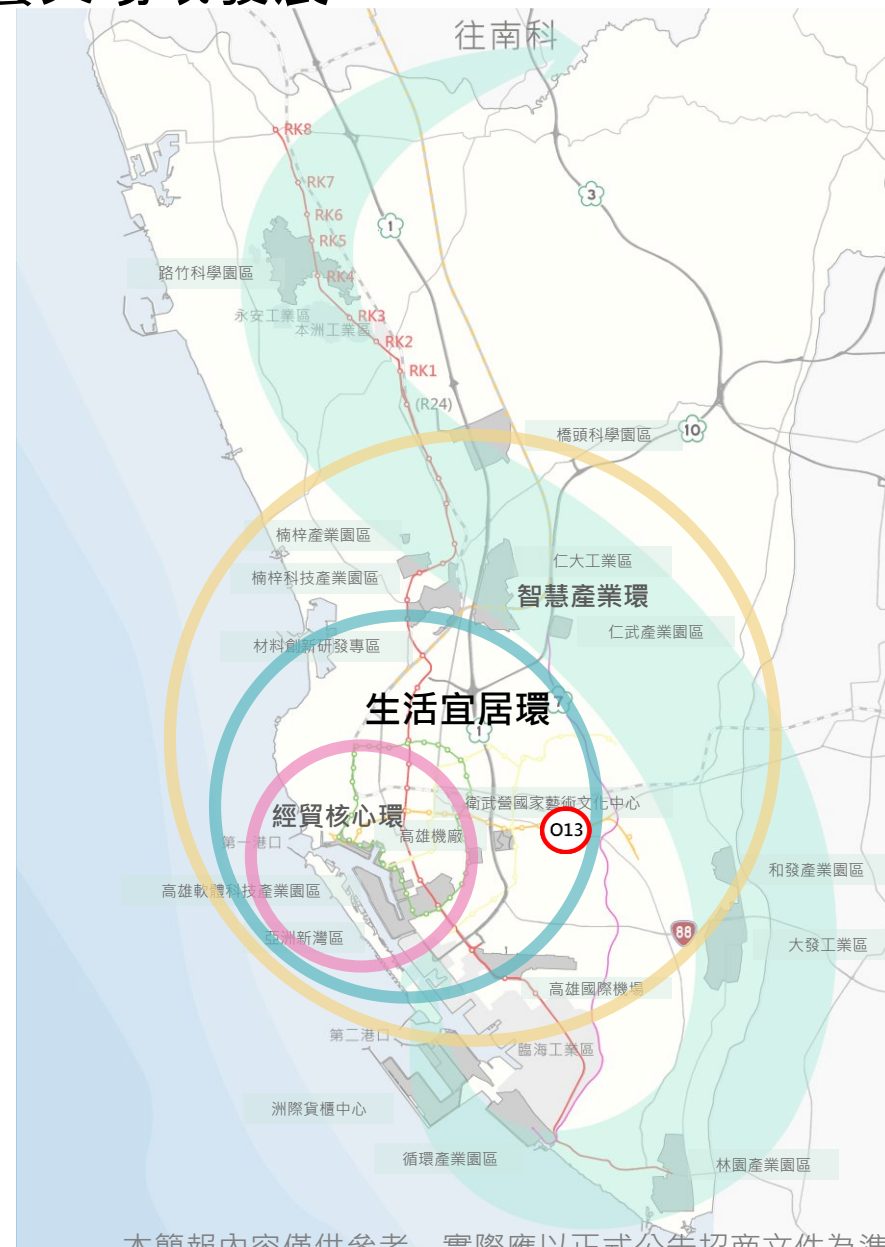 往南科
RK8
RK7
3
RK6
1
RK5
路竹科學園區
RK4
永安工業區
RK3
本洲工業區
RK2
RK1
(R24)
橋頭科學園區
10
楠梓產業園區
仁大工業區
楠梓科技產業園區
智慧產業環
仁武產業園區
材料創新研發專區
生活宜居環
7
1
衛武營國家藝術文化中心
經貿核心環
O13
高雄機廠
第一港口
和發產業園區
高雄軟體科技產業園區
88
亞洲新灣區
大發工業區
1
高雄國際機場
第二港口
臨海工業區
洲際貨櫃中心
循環產業園區
林園產業園區
本簡報內容僅供參考，實際應以正式公告招商文件為準